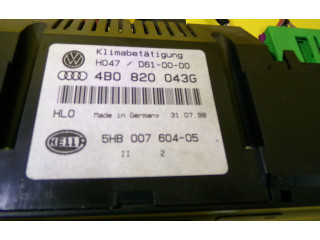 Klimabetätigung
H047 / D61-00-00
4B0 820 043G
HLO Made in Germany 31 07 98
HELLA 5HB 007 604-05
II 2